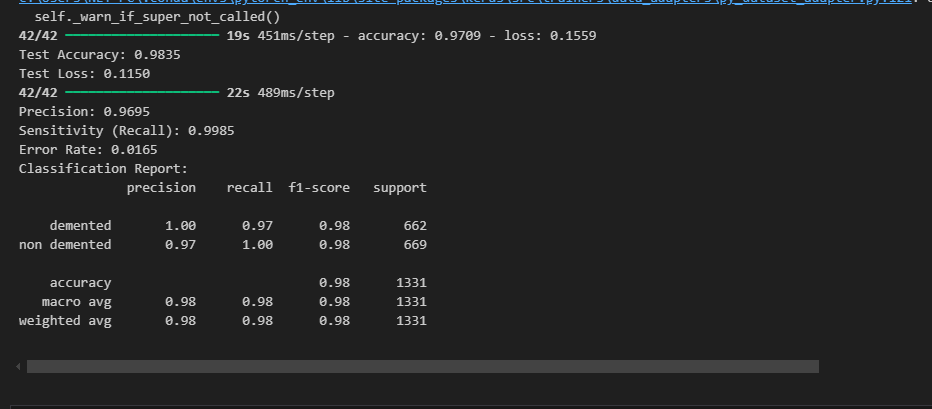 self._warn_if_super_not_called()
42/42 ━━━━━━━━━━━━━━━━━━━━ 19s 451ms/step - accuracy: 0.9709 - loss: 0.1559
Test Accuracy: 0.9835
Test Loss: 0.1150
42/42 ━━━━━━━━━━━━━━━━━━━━ 22s 489ms/step
Precision: 0.9695
Sensitivity (Recall): 0.9985
Error Rate: 0.0165
Classification Report:
precision recall f1-score support
demented 1.00 0.97 0.98 662
non demented 0.97 1.00 0.98 669
accuracy 0.98 1331
macro avg 0.98 0.98 0.98 1331
weighted avg 0.98 0.98 0.98 1331